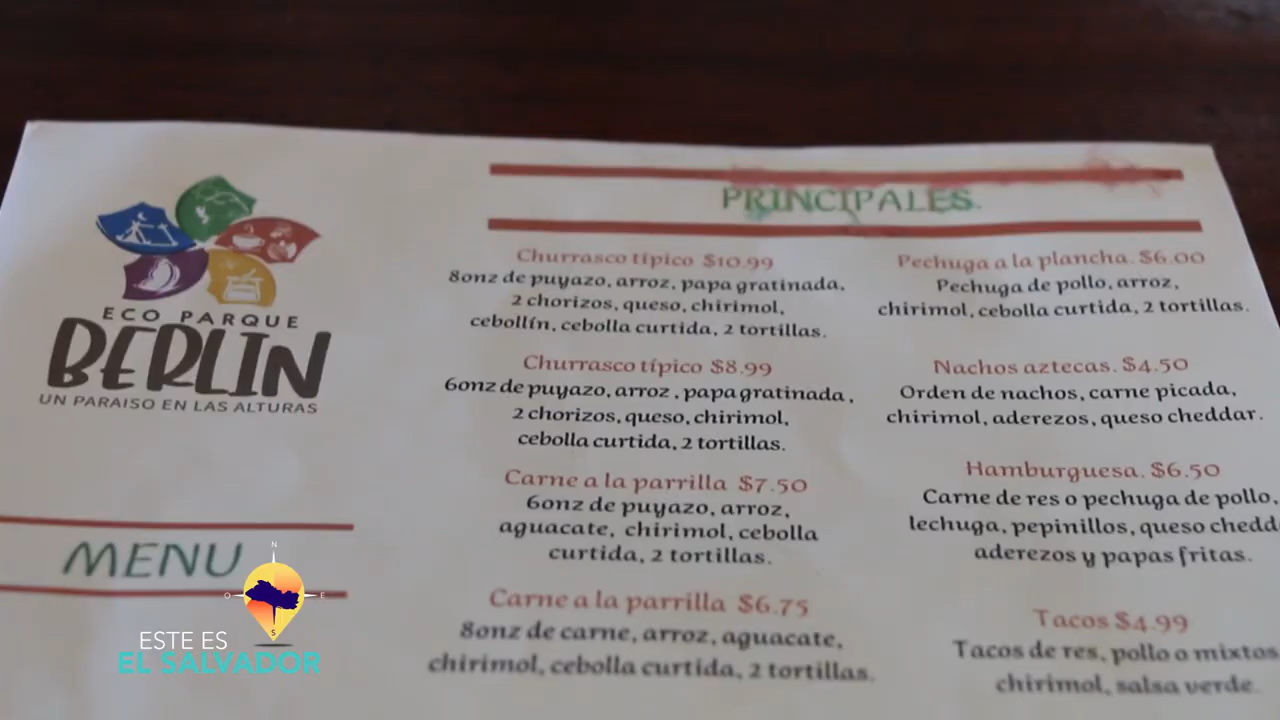 ECO PARQUE
BERLIN
UN PARAISO EN LAS ALTURAS
MENU
PRINCIPALES.
Churrasco típico $10.99
8onz de puyazo, arroz, papa gratinada,
2 chorizos, queso, chirimol,
cebollín, cebolla curtida, 2 tortillas.
Churrasco típico $8.99
6onz de puyazo, arroz, papa gratinada,
2 chorizos, queso, chirimol,
cebolla curtida, 2 tortillas.
Carne a la parrilla $7.50
6onz de puyazo, arroz,
aguacate, chirimol, cebolla
curtida, 2 tortillas.
Carne a la parrilla $6.75
8onz de carne, arroz, aguacate,
chirimol, cebolla curtida, 2 tortillas.
Pechuga a la plancha. $6.00
Pechuga de pollo, arroz,
chirimol, cebolla curtida, 2 tortillas.
Nachos aztecas. $4.50
Orden de nachos, carne picada,
chirimol, aderezos, queso cheddar.
Hamburguesa. $6.50
Carne de res o pechuga de pollo,
lechuga, pepinillos, queso chedd
aderezos y papas fritas.
Tacos $4.99
Tacos de res, pollo o mixtos
chirimol, salsa verde.
N
O E
S
ESTE ES
EL SALVADOR